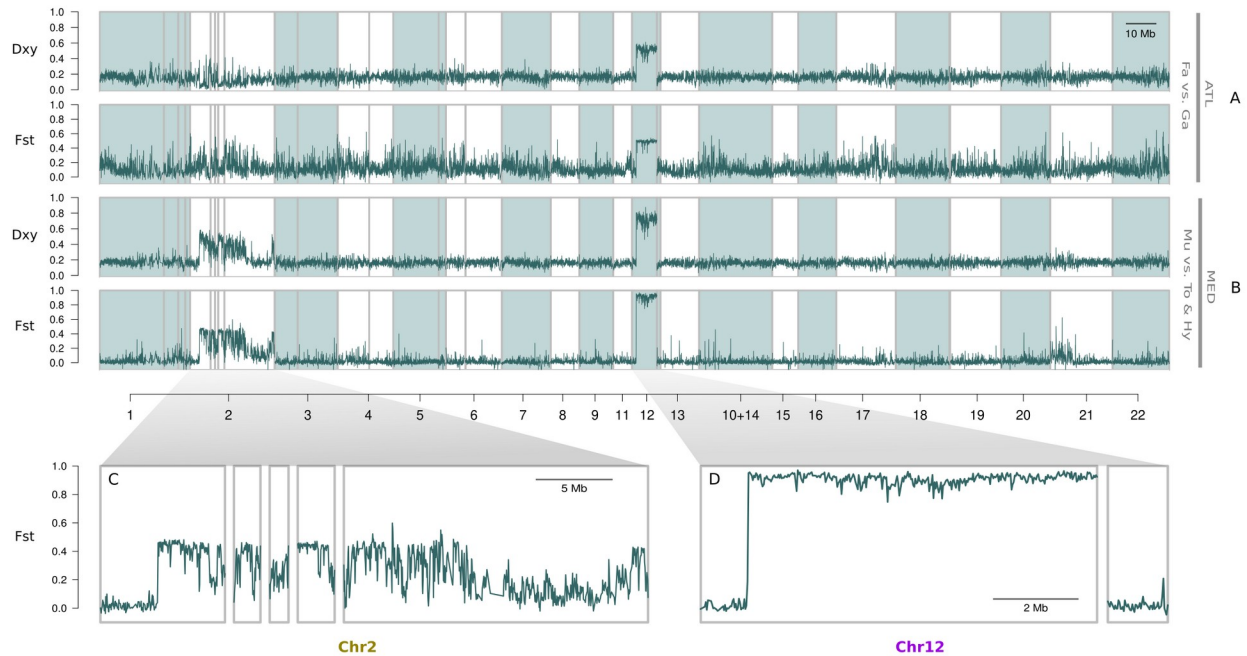 1.0
0.8
Dxy 0.6
0.4
0.2
0.0
10 Mb
1.0
0.8
Fst 0.6
0.4
0.2
0.0
Fa vs. Ga
ATL
A
1.0
0.8
Dxy 0.6
0.4
0.2
0.0
1.0
0.8
Fst 0.6
0.4
0.2
0.0
Mu vs. To & Hy
MED
B
1 2 3 4 5 6 7 8 9 11 12 13 10+14 15 16 17 18 19 20 21 22
1.0
0.8
Fst
0.6
0.4
0.2
0.0
C
5 Mb
D
2 Mb
Chr2
Chr12